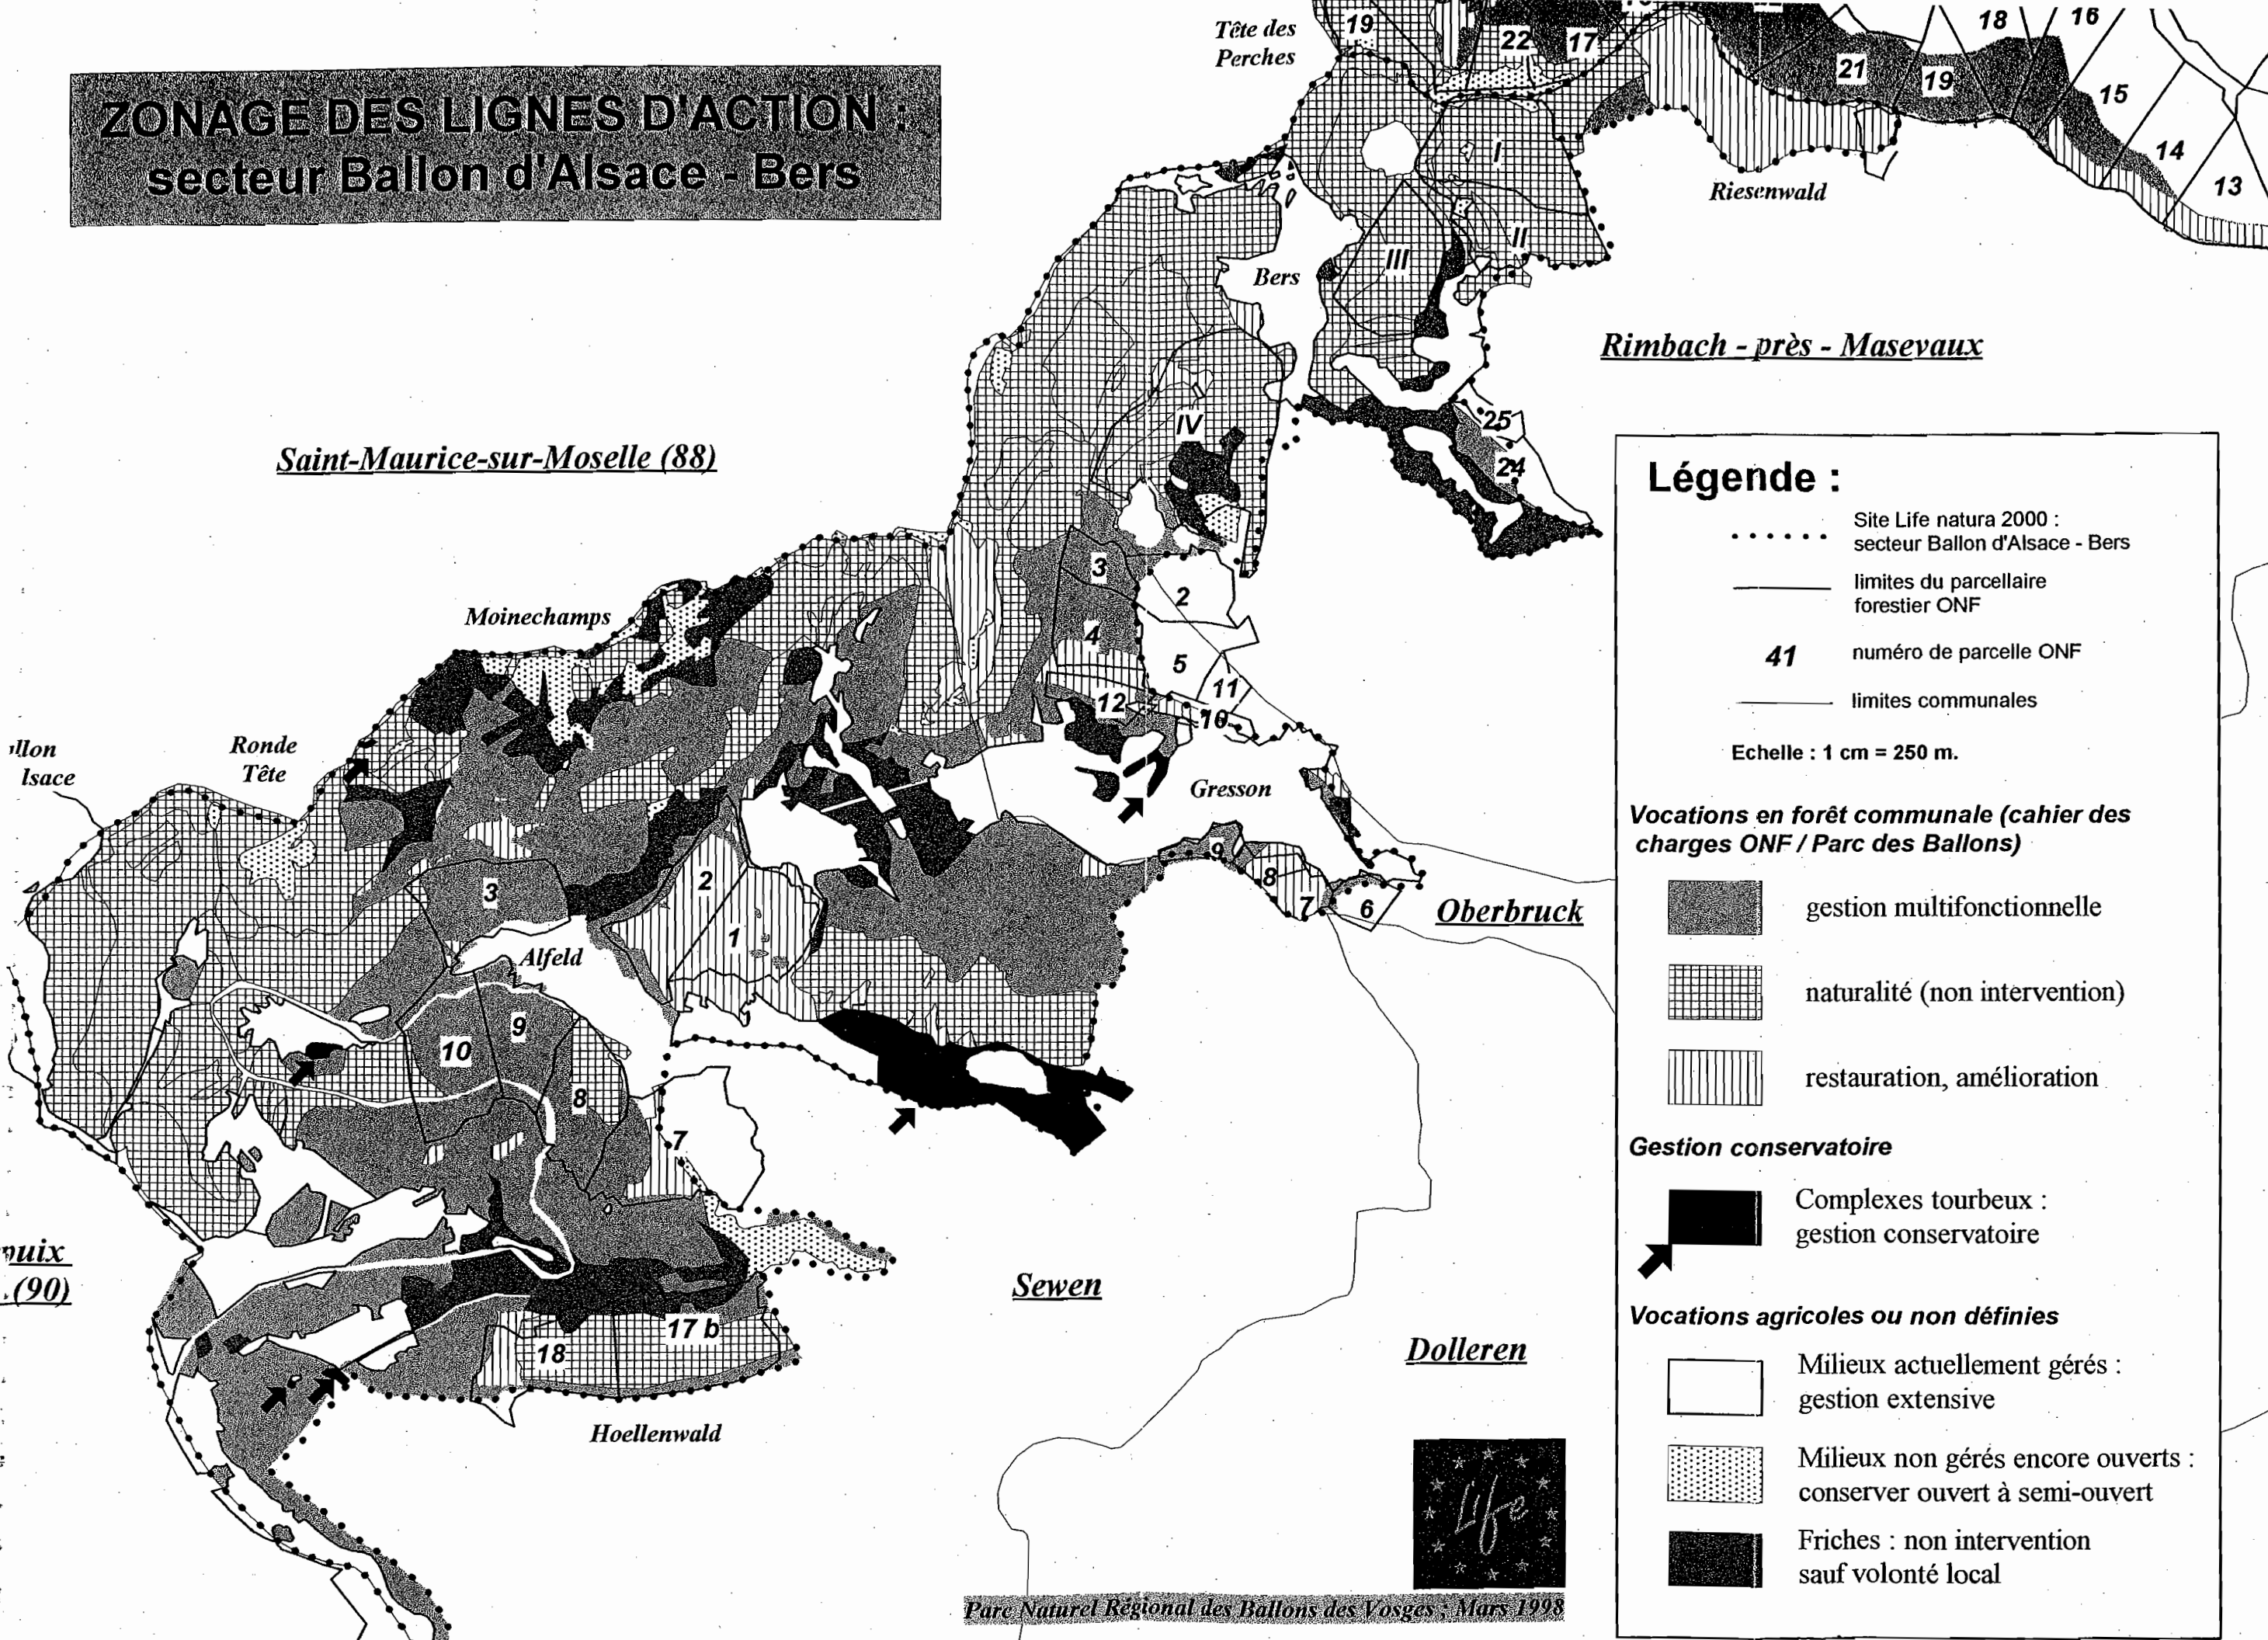 ZONAGE DES LIGNES D'ACTION :
secteur Ballon d'Alsace - Bers
Tête des
Perches
19
22
17
21
19
18
16
15
14
13
Riesenwald
I
II
III
Bers
Rimbach - près - Masevaux
IV
25
24
Saint-Maurice-sur-Moselle (88)
Moinechamps
3
2
4
5
11
12
10
Gresson
Ronde
Tête
9
8
7
6
Oberbruck
3
2
1
Alfeld
10
9
8
7
Sewen
(90)
17 b
18
Hoellenwald
Dolleren
Life
Parc Naturel Régional des Ballons des Vosges ; Mars 1998
Légende :
Site Life natura 2000 :
secteur Ballon d'Alsace - Bers
limites du parcellaire
forestier ONF
41 numéro de parcelle ONF
limites communales
Echelle : 1 cm = 250 m.
Vocations en forêt communale (cahier des
charges ONF / Parc des Ballons)
gestion multifonctionnelle
naturalité (non intervention)
restauration, amélioration
Gestion conservatoire
Complexes tourbeux :
gestion conservatoire
Vocations agricoles ou non définies
Milieux actuellement gérés :
gestion extensive
Milieux non gérés encore ouverts :
conserver ouvert à semi-ouvert
Friches : non intervention
sauf volonté local